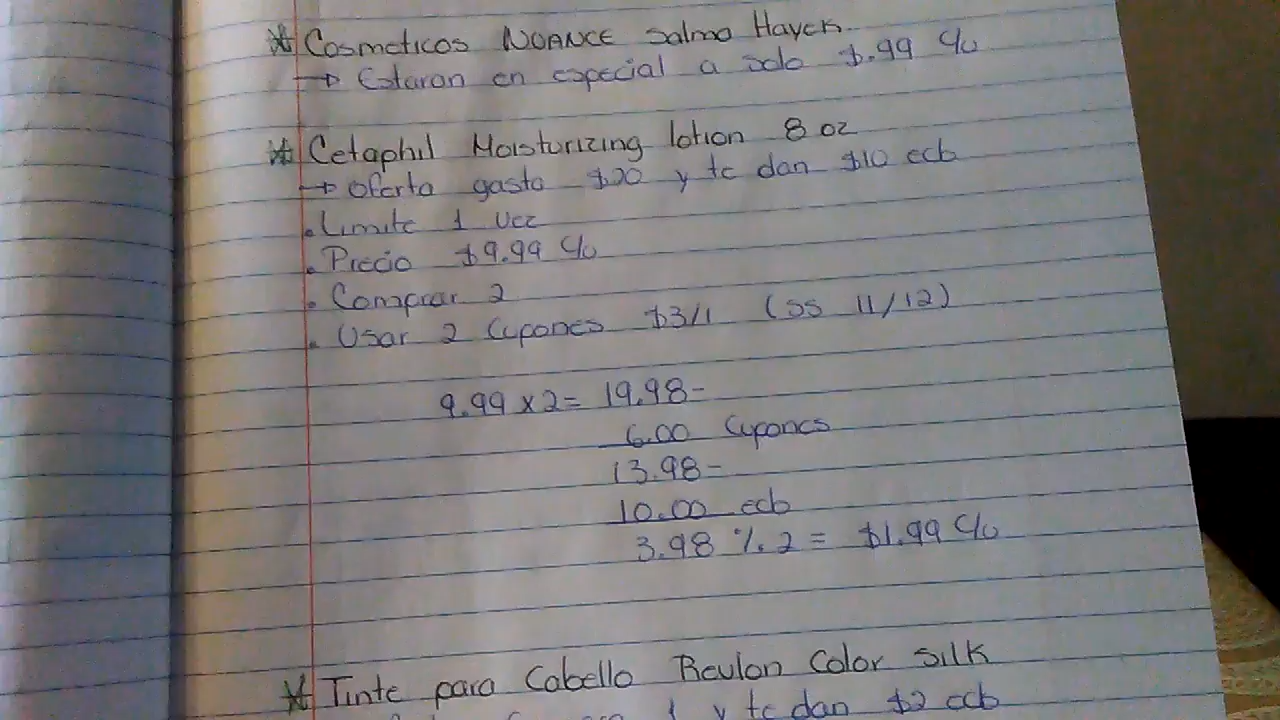 * Cosmeticos NUANCE Salma Hayek
→ Estaran en especial a solo $.99 c/u
* Cetaphil Moisturizing lotion 8 oz
→ Oferta gasta $20 y te dan $10 ecb
. Limite 1 vez
. Precio $9.99 c/u
. Comprar 2
. Usar 2 Cupones $3/1 (SS 11/12)
9.99 x 2 = 19.98-
6.00 Cupones
13.98-
10.00 ecb
3.98 % 2 = $1.99 c/u
* Tinte para Cabello Revlon Color Silk
1 y te dan $2 ecb